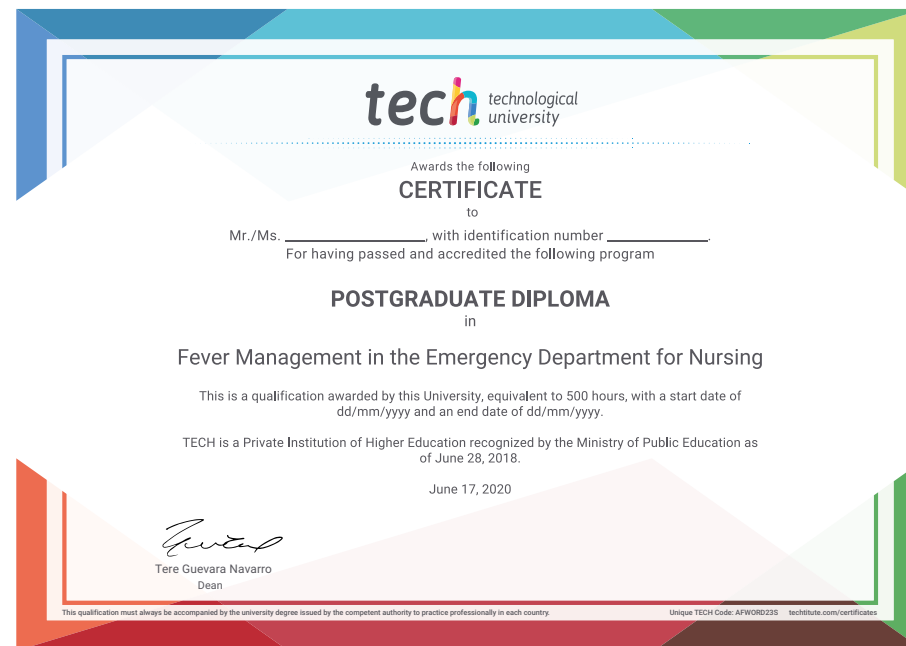 tech technological
university
Awards the following
CERTIFICATE
to
Mr./Ms. ____________________, with identification number ______________.
For having passed and accredited the following program
POSTGRADUATE DIPLOMA
in
Fever Management in the Emergency Department for Nursing
This is a qualification awarded by this University, equivalent to 500 hours, with a start date of
dd/mm/yyyy and an end date of dd/mm/yyyy.
TECH is a Private Institution of Higher Education recognized by the Ministry of Public Education as
of June 28, 2018.
June 17, 2020
Tere Guevara Navarro
Dean
This qualification must always be accompanied by the university degree issued by the competent authority to practice professionally in each country. Unique TECH Code: AFWORD23S techtitute.com/certificates